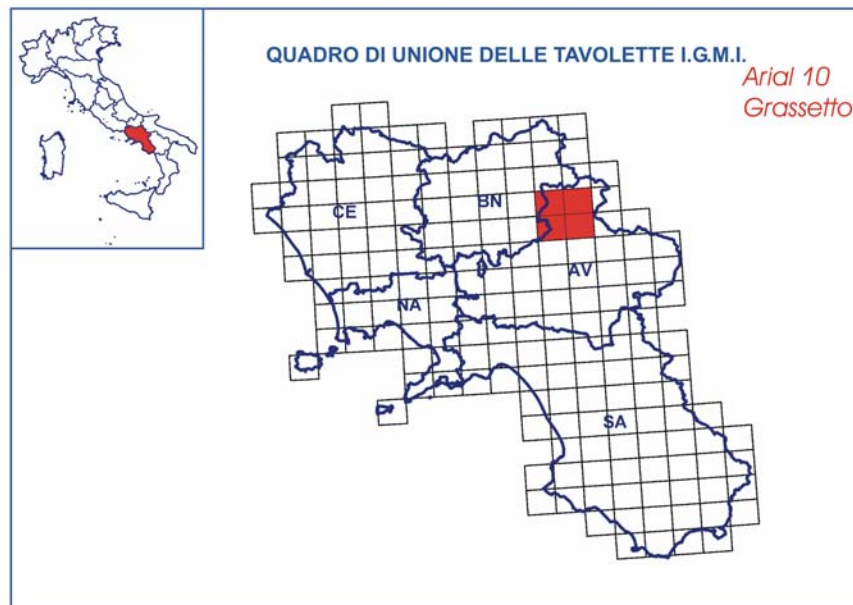 QUADRO DI UNIONE DELLE TAVOLETTE I.G.M.I.
Arial 10
Grassetto
CE
BN
AV
NA
SA